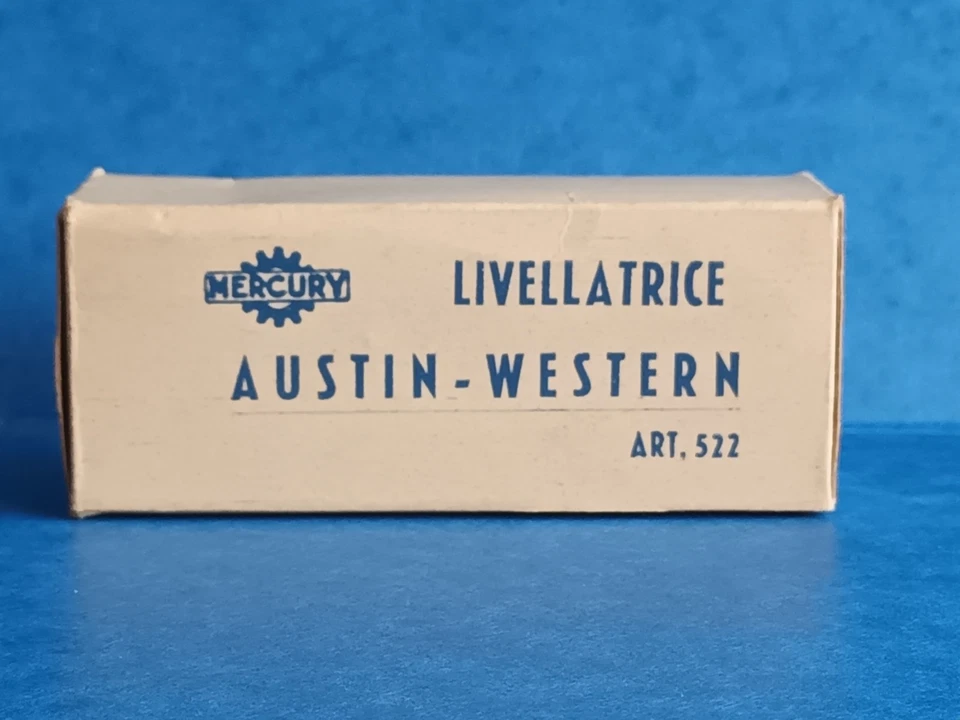 MERCURY LIVELLATRICE
AUSTIN-WESTERN
ART. 522